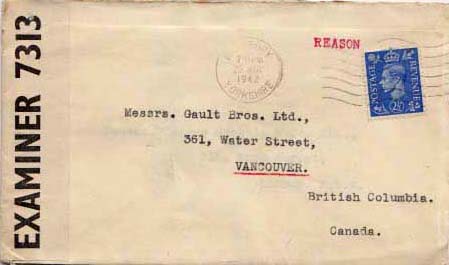 EXAMINER 7313
1942
YORKSHIRE
REASON
POSTAGE
REVENUE
2½D
Messrs. Gault Bros. Ltd.,
361, Water Street,
VANCOUVER.
British Columbia.
Canada.